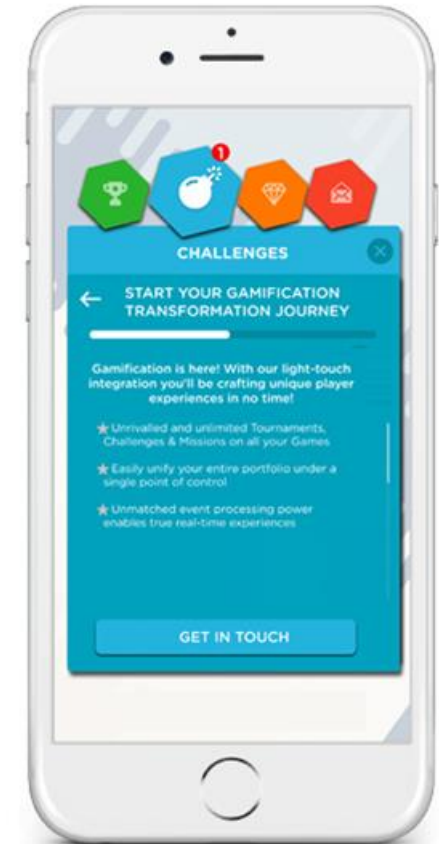 1
CHALLENGES
START YOUR GAMIFICATION
TRANSFORMATION JOURNEY
Gamification is here! With our light-touch
integration you'll be crafting unique player
experiences in no time!
Unrivalled and unlimited Tournaments,
Challenges & Missions on all your Games
Easily unify your entire portfolio under a
single point of control
Unmatched event processing power
enables true real-time experiences
GET IN TOUCH